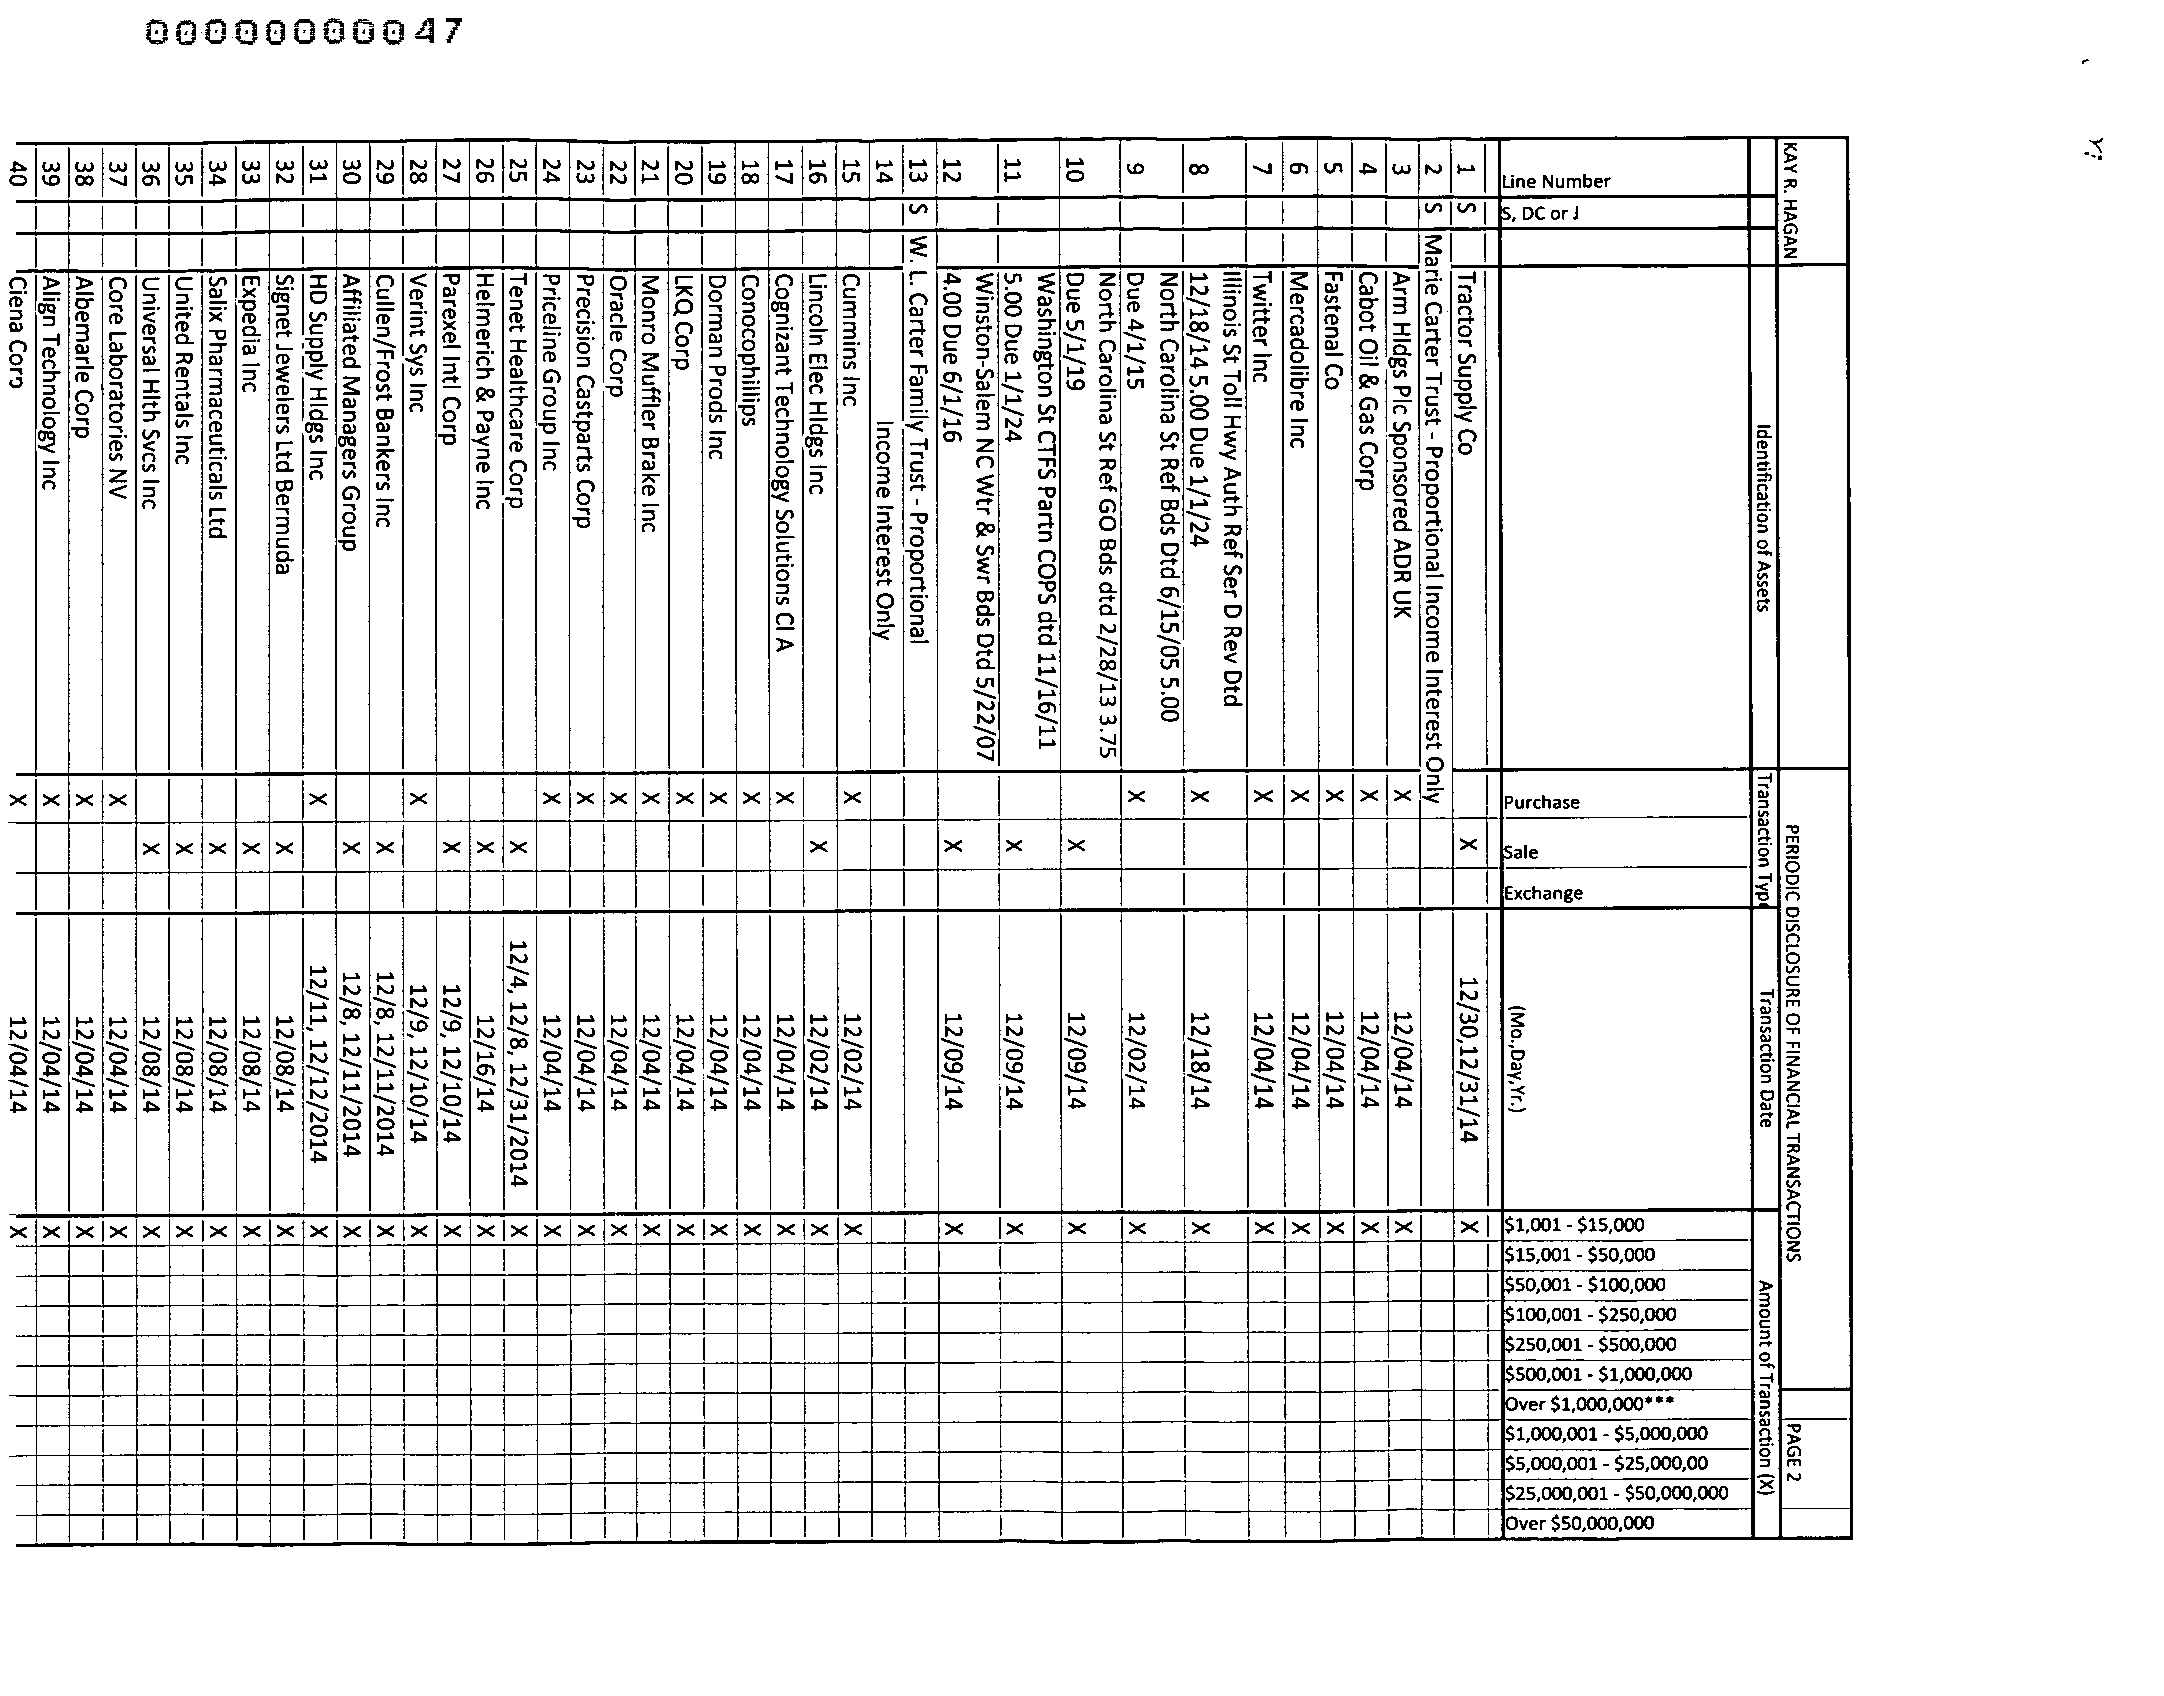 00000000047
KAY R. HAGAN PERIODIC DISCLOSURE OF FINANCIAL TRANSACTIONS PAGE 2
Identification of Assets Transaction Typ Transaction Date Amount of Transaction (X)
Line Number S, DC or J Purchase Sale Exchange (Mo.,Day,Yr.) $1,001 - $15,000 $15,001 - $50,000 $50,001 - $100,000 $100,001 - $250,000 $250,001 - $500,000 $500,001 - $1,000,000 Over $1,000,000*** $1,000,001 - $5,000,000 $5,000,001 - $25,000,00 $25,000,001 - $50,000,000 Over $50,000,000
1 S Tractor Supply Co X 12/30,12/31/14 X
2 S Marie Carter Trust - Proportional Income Interest Only
3 Arm Hldgs Plc Sponsored ADR UK X 12/04/14 X
4 Cabot Oil & Gas Corp X 12/04/14 X
5 Fastenal Co X 12/04/14 X
6 Mercadolibre Inc X 12/04/14 X
7 Twitter Inc X 12/04/14 X
Illinois St Toll Hwy Auth Ref Ser D Rev Dtd
8 12/18/14 5.00 Due 1/1/24 X 12/18/14 X
North Carolina St Ref Bds Dtd 6/15/05 5.00
9 Due 4/1/15 X 12/02/14 X
North Carolina St Ref GO Bds dtd 2/28/13 3.75
10 Due 5/1/19 X 12/09/14 X
Washington St CTFS Partn COPS dtd 11/16/11
11 5.00 Due 1/1/24 X 12/09/14 X
Winston-Salem NC Wtr & Swr Bds Dtd 5/22/07
12 4.00 Due 6/1/16 X 12/09/14 X
13 S W. L. Carter Family Trust - Proportional
14 Income Interest Only
15 Cummins Inc X 12/02/14 X
16 Lincoln Elec Hldgs Inc X 12/02/14 X
17 Cognizant Technology Solutions Cl A X 12/04/14 X
18 Conocophillips X 12/04/14 X
19 Dorman Prods Inc X 12/04/14 X
20 LKQ Corp X 12/04/14 X
21 Monro Muffler Brake Inc X 12/04/14 X
22 Oracle Corp X 12/04/14 X
23 Precision Castparts Corp X 12/04/14 X
24 Priceline Group Inc X 12/04/14 X
25 Tenet Healthcare Corp X 12/4, 12/8, 12/31/2014 X
26 Helmerich & Payne Inc X 12/16/14 X
27 Parexel Intl Corp X 12/9, 12/10/14 X
28 Verint Sys Inc X 12/9, 12/10/14 X
29 Cullen/Frost Bankers Inc X 12/8, 12/11/2014 X
30 Affiliated Managers Group X 12/8, 12/11/2014 X
31 HD Supply Hldgs Inc X 12/11, 12/12/2014 X
32 Signet Jewelers Ltd Bermuda X 12/08/14 X
33 Expedia Inc X 12/08/14 X
34 Salix Pharmaceuticals Ltd X 12/08/14 X
35 United Rentals Inc X 12/08/14 X
36 Universal Hlth Svcs Inc X 12/08/14 X
37 Core Laboratories NV X 12/04/14 X
38 Albemarle Corp X 12/04/14 X
39 Align Technology Inc X 12/04/14 X
40 Ciena Corp X 12/04/14 X